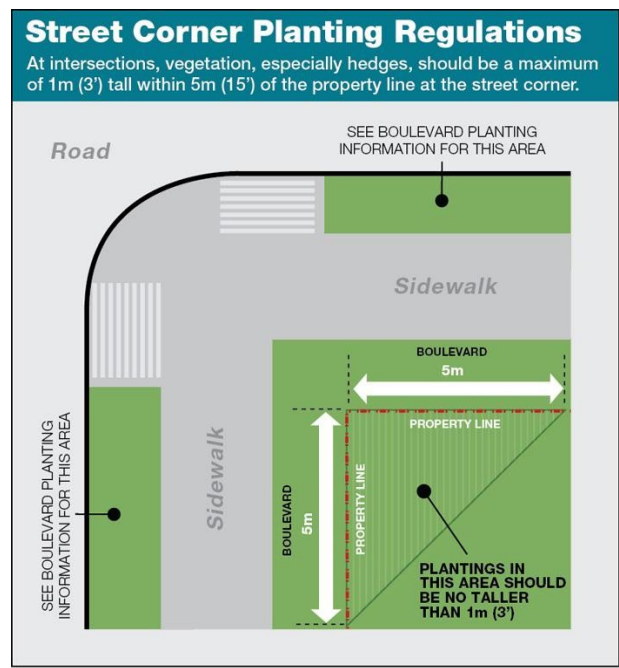 Street Corner Planting Regulations
At intersections, vegetation, especially hedges, should be a maximum
of 1m (3’) tall within 5m (15’) of the property line at the street corner.
Road
SEE BOULEVARD PLANTING
INFORMATION FOR THIS AREA
Sidewalk
BOULEVARD
5m
PROPERTY LINE
SEE BOULEVARD PLANTING
INFORMATION FOR THIS AREA
Sidewalk
BOULEVARD
5m
PROPERTY LINE
PLANTINGS IN
THIS AREA SHOULD
BE NO TALLER
THAN 1m (3’)